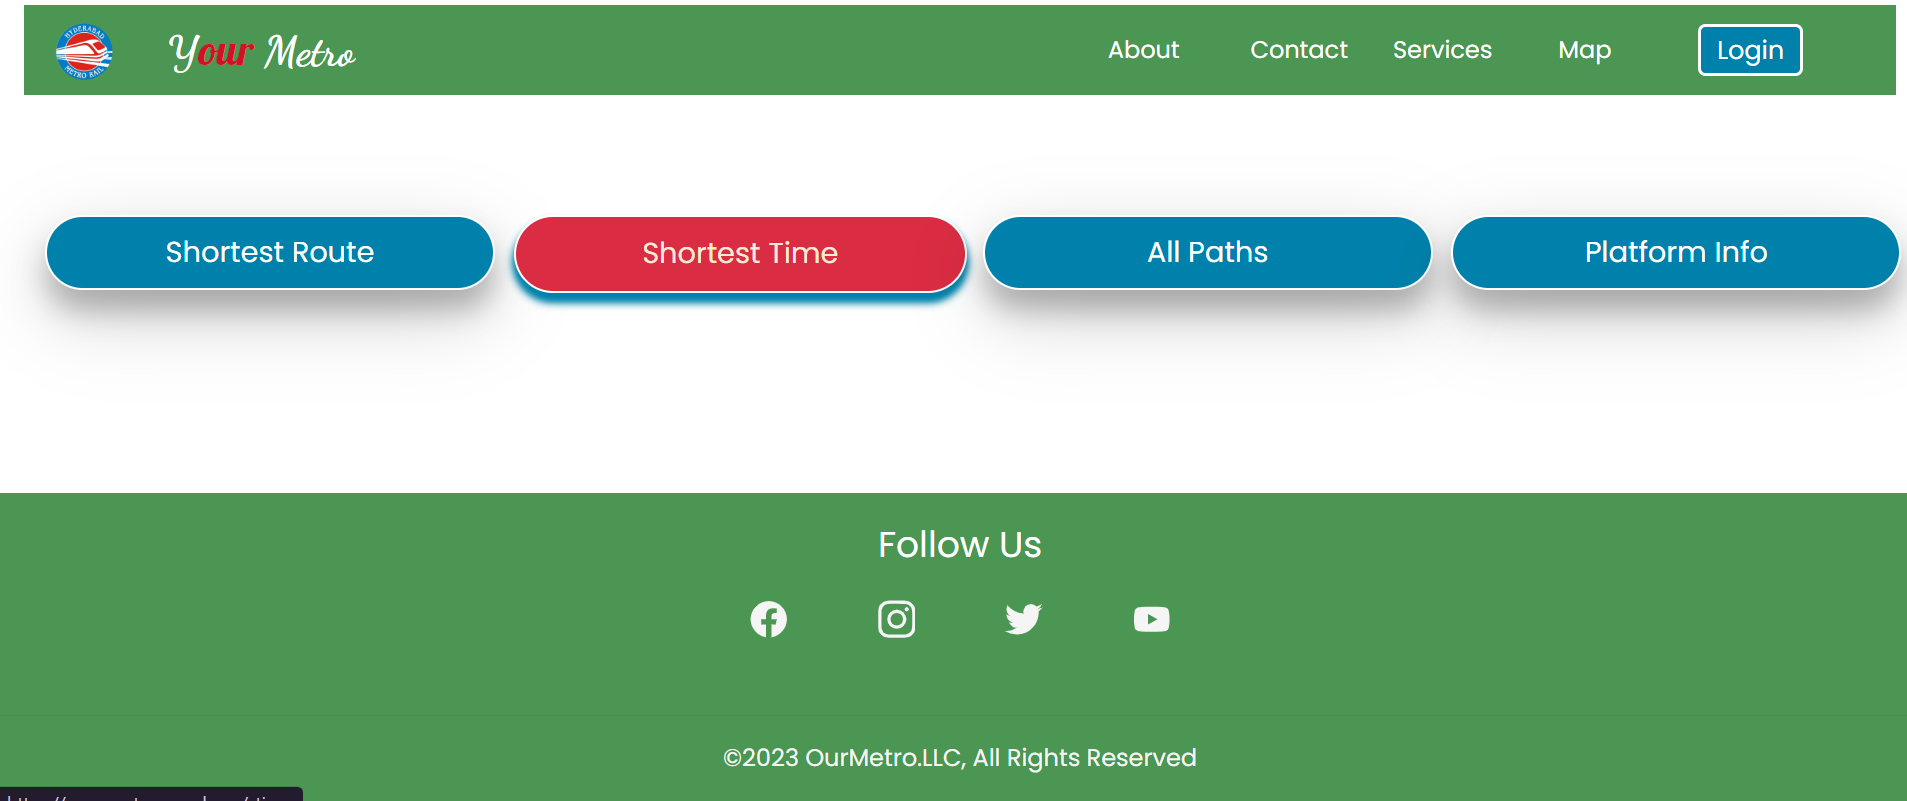 HYDERABAD
METRO RAIL
Your Metro
About Contact Services Map Login
Shortest Route Shortest Time All Paths Platform Info
Follow Us
©2023 OurMetro.LLC, All Rights Reserved